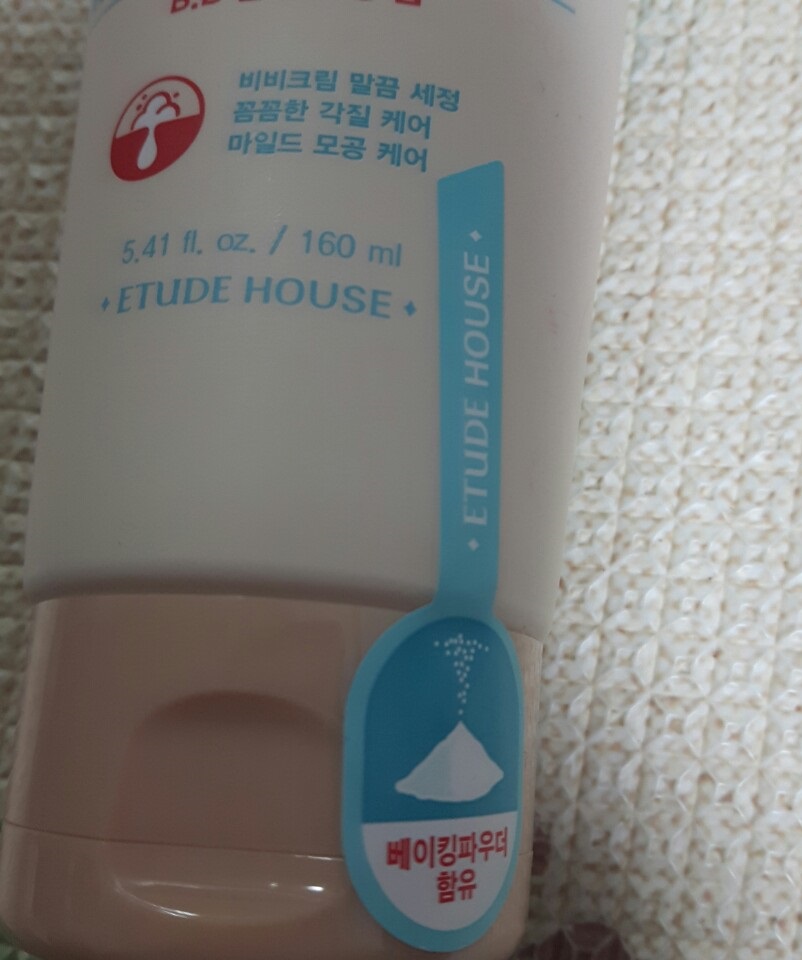 비비크림 말끔 세정
꼼꼼한 각질 케어
마일드 모공 케어
5.41 fl. oz. / 160 ml
ETUDE HOUSE
ETUDE HOUSE
베이킹파우더
함유